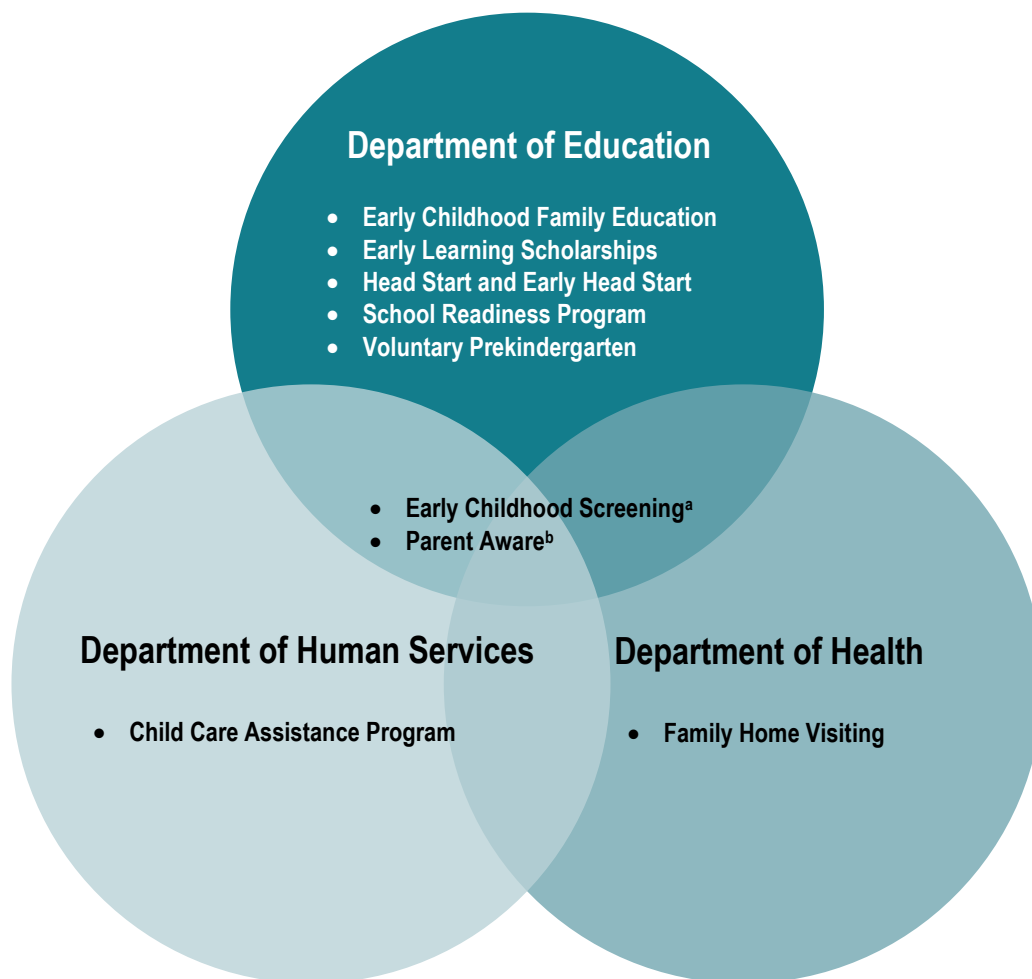 Department of Education
• Early Childhood Family Education
• Early Learning Scholarships
• Head Start and Early Head Start
• School Readiness Program
• Voluntary Prekindergarten
• Early Childhood Screeningᵃ
• Parent Awareᵇ
Department of Human Services
• Child Care Assistance Program
Department of Health
• Family Home Visiting